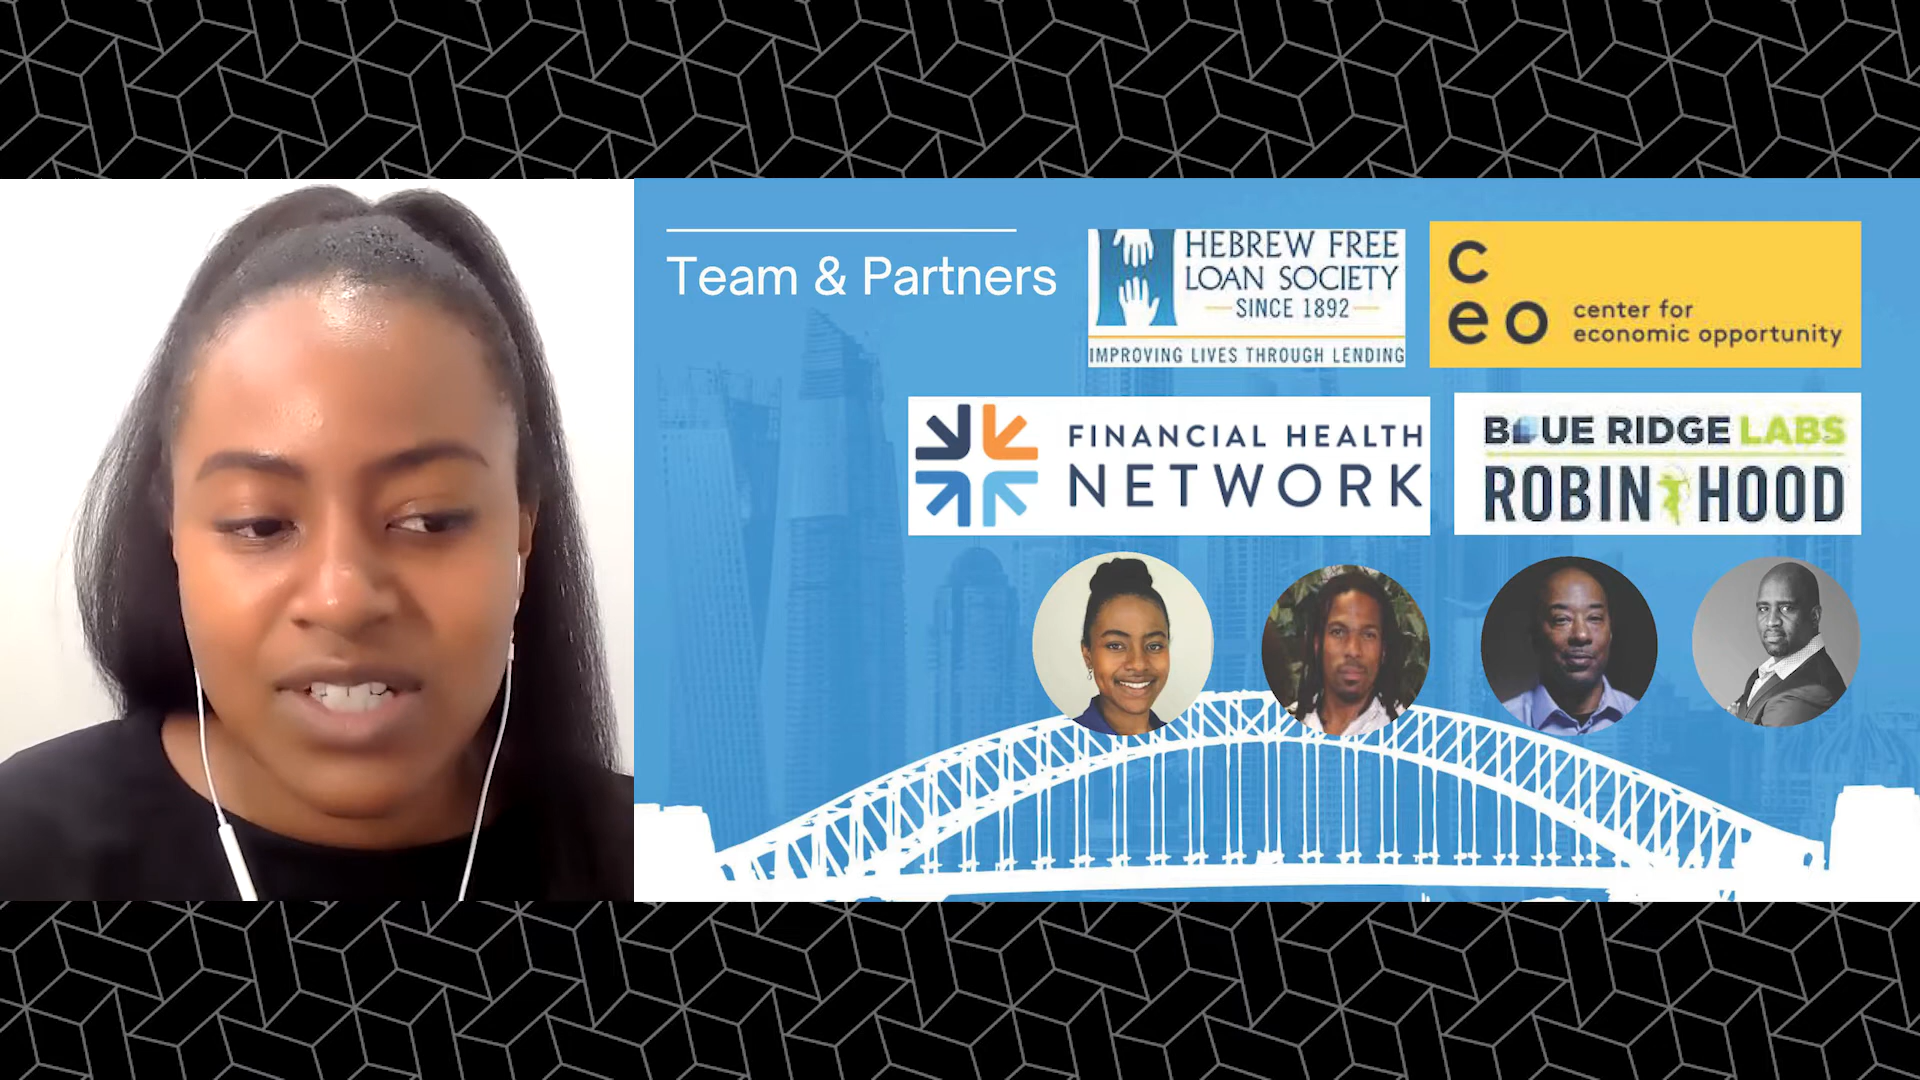 Team & Partners
HEBREW FREE
LOAN SOCIETY
SINCE 1892
IMPROVING LIVES THROUGH LENDING
c
eo
center for
economic opportunity
FINANCIAL HEALTH
NETWORK
BLUE RIDGE LABS
ROBIN HOOD